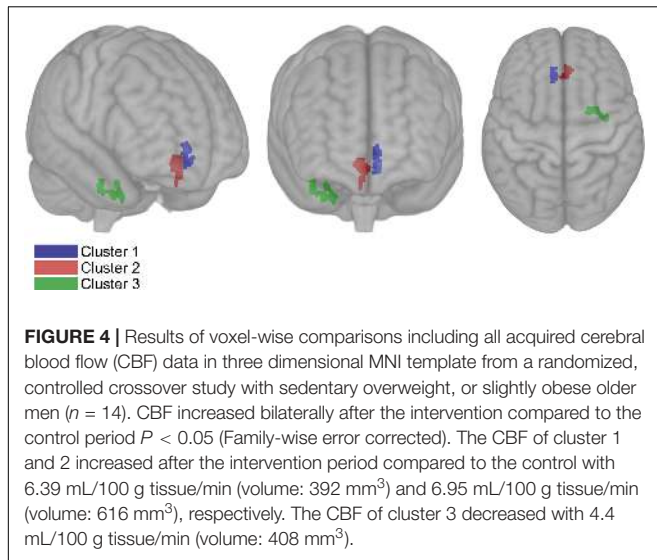 Cluster 1
Cluster 2
Cluster 3
FIGURE 4 | Results of voxel-wise comparisons including all acquired cerebral
blood flow (CBF) data in three dimensional MNI template from a randomized,
controlled crossover study with sedentary overweight, or slightly obese older
men (n = 14). CBF increased bilaterally after the intervention compared to the
control period P < 0.05 (Family-wise error corrected). The CBF of cluster 1
and 2 increased after the intervention period compared to the control with
6.39 mL/100 g tissue/min (volume: 392 mm³) and 6.95 mL/100 g tissue/min
(volume: 616 mm³), respectively. The CBF of cluster 3 decreased with 4.4
mL/100 g tissue/min (volume: 408 mm³).